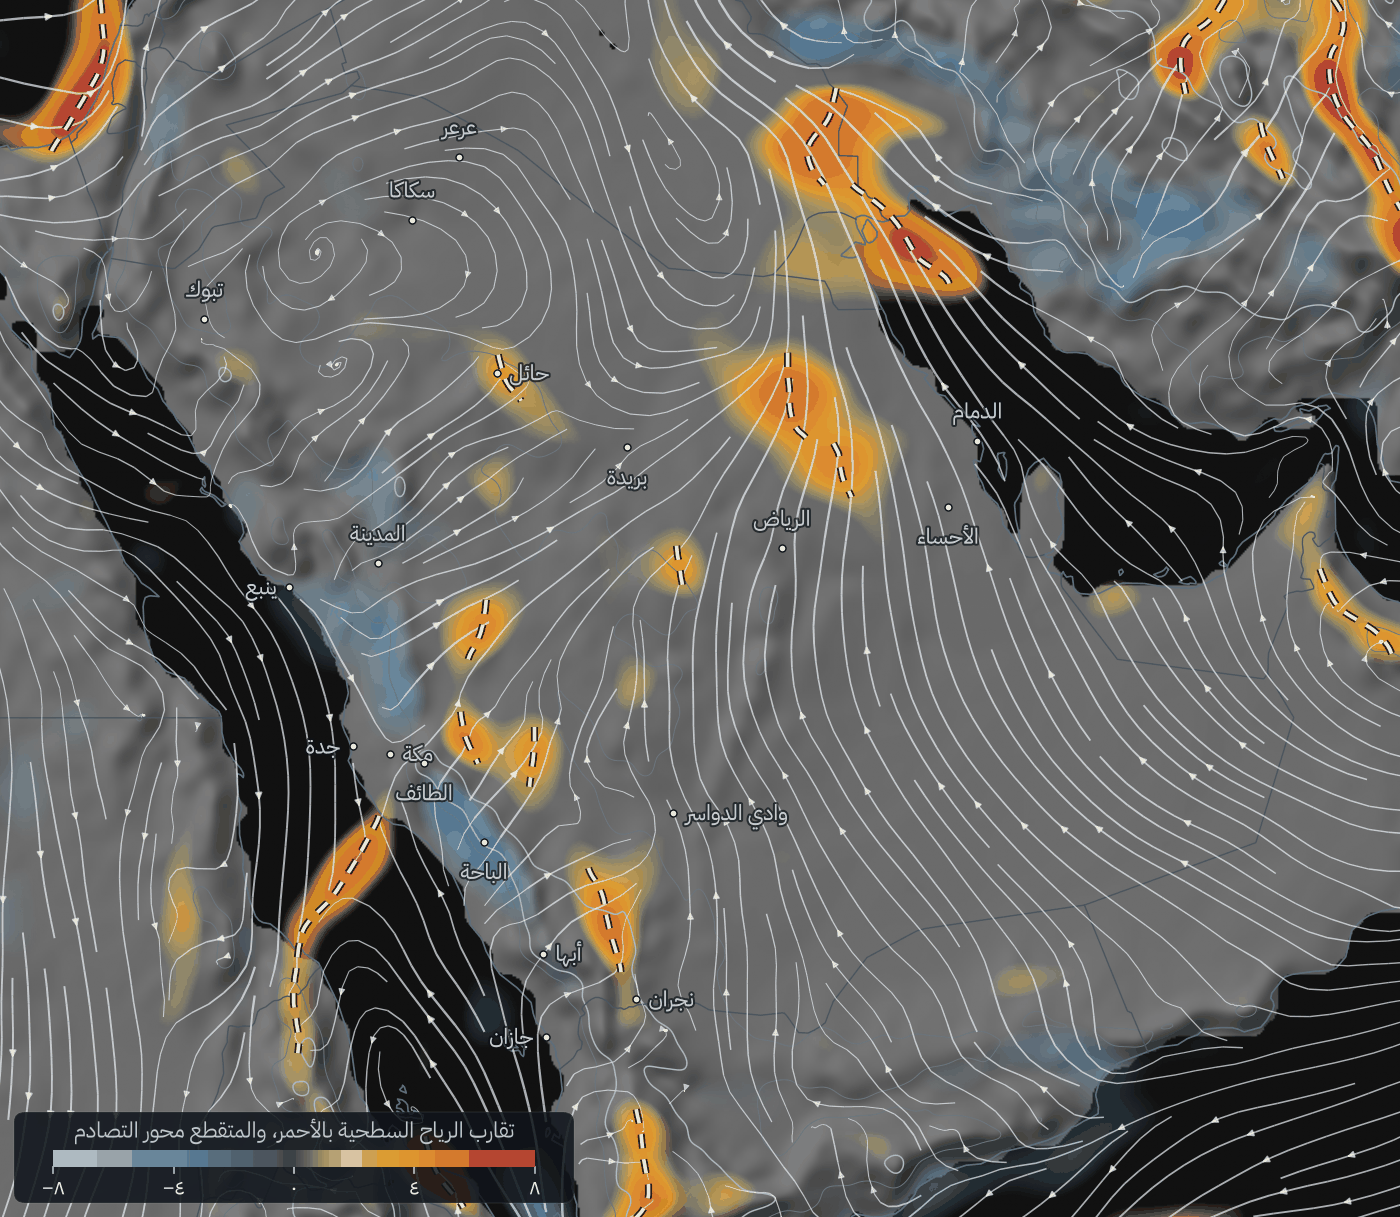 عرعر
سكاكا
تبوك
حائل
الدمام
بريدة
الرياض
الأحساء
المدينة
ينبع
جدة
مكة
الطائف
وادي الدواسر
الباحة
أبها
نجران
جازان
تقارب الرياح السطحية بالأحمر، والمتقطع محور التصادم
−٨ −٤ ٠ ٤ ٨